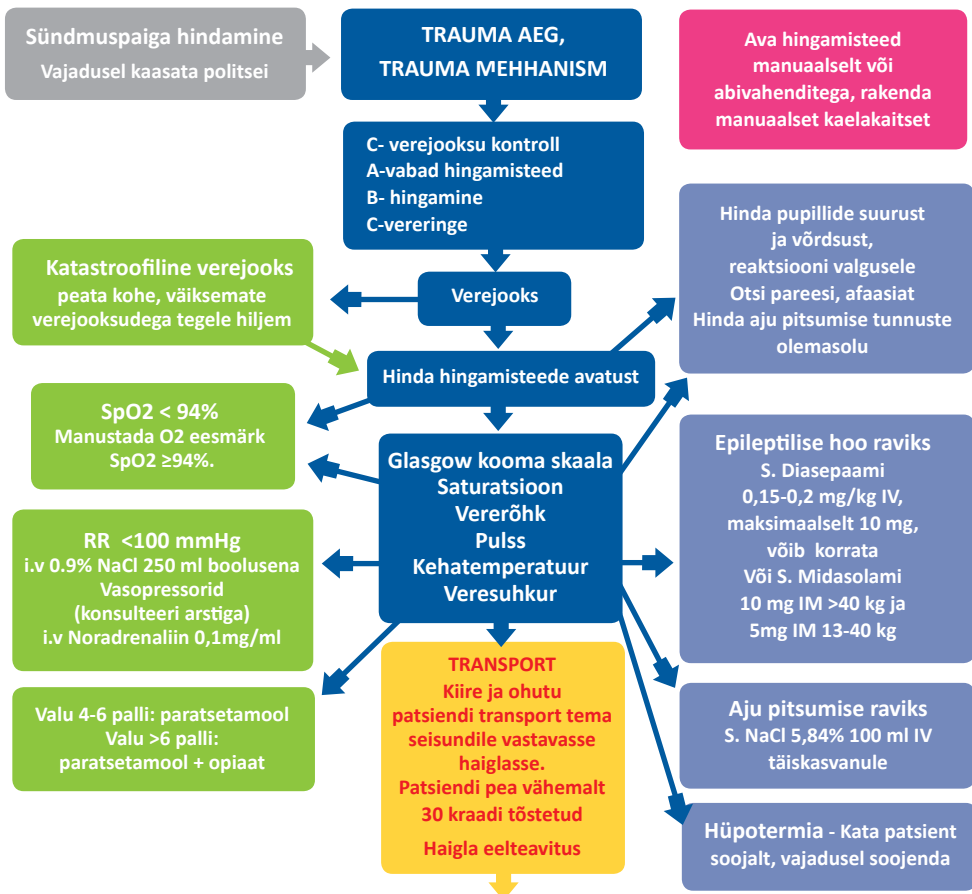 Sündmuspaiga hindamine
Vajadusel kaasata politsei
TRAUMA AEG,
TRAUMA MEHHANISM
Ava hingamisteed
manuaalselt või
abivahenditega, rakenda
manuaalset kaelakaitset
C- verejooksu kontroll
A-vabad hingamisteed
B- hingamine
C-vereringe
Hinda pupillide suurust
ja võrdsust,
reaktsiooni valgusele
Otsi pareesi, afaasiat
Hinda aju pitsumise tunnuste
olemasolu
Katastroofiline verejooks
peata kohe, väiksemate
verejooksudega tegele hiljem
Verejooks
Hinda hingamisteede avatust
SpO2 < 94%
Manustada O2 eesmärk
SpO2 ≥94%.
Glasgow kooma skaala
Saturatsioon
Vererõhk
Pulss
Kehatemperatuur
Veresuhkur
Epileptilise hoo raviks
S. Diasepaami
0,15-0,2 mg/kg IV,
maksimaalselt 10 mg,
võib korrata
Või S. Midasolami
10 mg IM >40 kg ja
5mg IM 13-40 kg
RR <100 mmHg
i.v 0.9% NaCl 250 ml boolusena
Vasopressorid
(konsulteeri arstiga)
i.v Noradrenaliin 0,1mg/ml
Valu 4-6 palli: paratsetamool
Valu >6 palli:
paratsetamool + opiaat
TRANSPORT
Kiire ja ohutu
patsiendi transport tema
seisundile vastavasse
haiglasse.
Patsiendi pea vähemalt
30 kraadi tõstetud
Haigla eelteavitus
Aju pitsumise raviks
S. NaCl 5,84% 100 ml IV
täiskasvanule
Hüpotermia - Kata patsient
soojalt, vajadusel soojenda